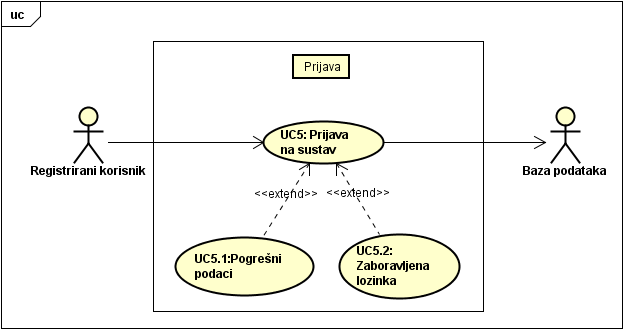 uc
Prijava
UC5: Prijava
na sustav
Registrirani korisnik
Baza podataka
<<extend>>
<<extend>>
UC5.1:Pogrešni
podaci
UC5.2:
Zaboravljena
lozinka